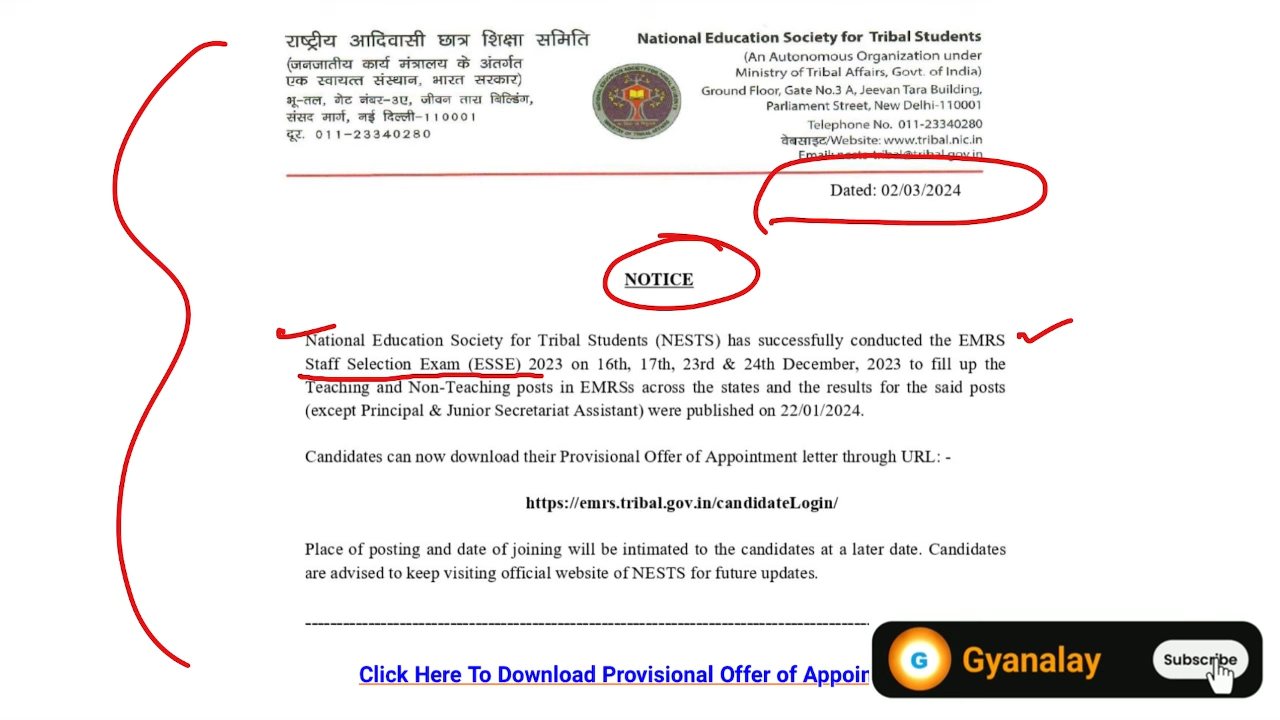 राष्ट्रीय आदिवासी छात्र शिक्षा समिति
(जनजातीय कार्य मंत्रालय के अंतर्गत
एक स्वायत्त संस्थान, भारत सरकार)
भू-तल, गेट नंबर-3ए, जीवन तारा बिल्डिंग,
संसद मार्ग, नई दिल्ली-110001
दूर. 011-23340280
National Education Society for Tribal Students
(An Autonomous Organization under
Ministry of Tribal Affairs, Govt. of India)
Ground Floor, Gate No.3 A, Jeevan Tara Building,
Parliament Street, New Delhi-110001
Telephone No. 011-23340280
वेबसाइट/Website: www.tribal.nic.in
Email: nests-tribal@tribal.gov.in
Dated: 02/03/2024
NOTICE
National Education Society for Tribal Students (NESTS) has successfully conducted the EMRS
Staff Selection Exam (ESSE) 2023 on 16th, 17th, 23rd & 24th December, 2023 to fill up the
Teaching and Non-Teaching posts in EMRSs across the states and the results for the said posts
(except Principal & Junior Secretariat Assistant) were published on 22/01/2024.
Candidates can now download their Provisional Offer of Appointment letter through URL: -
https://emrs.tribal.gov.in/candidateLogin/
Place of posting and date of joining will be intimated to the candidates at a later date. Candidates
are advised to keep visiting official website of NESTS for future updates.
Click Here To Download Provisional Offer of Appoin
G Gyanalay Subscribe